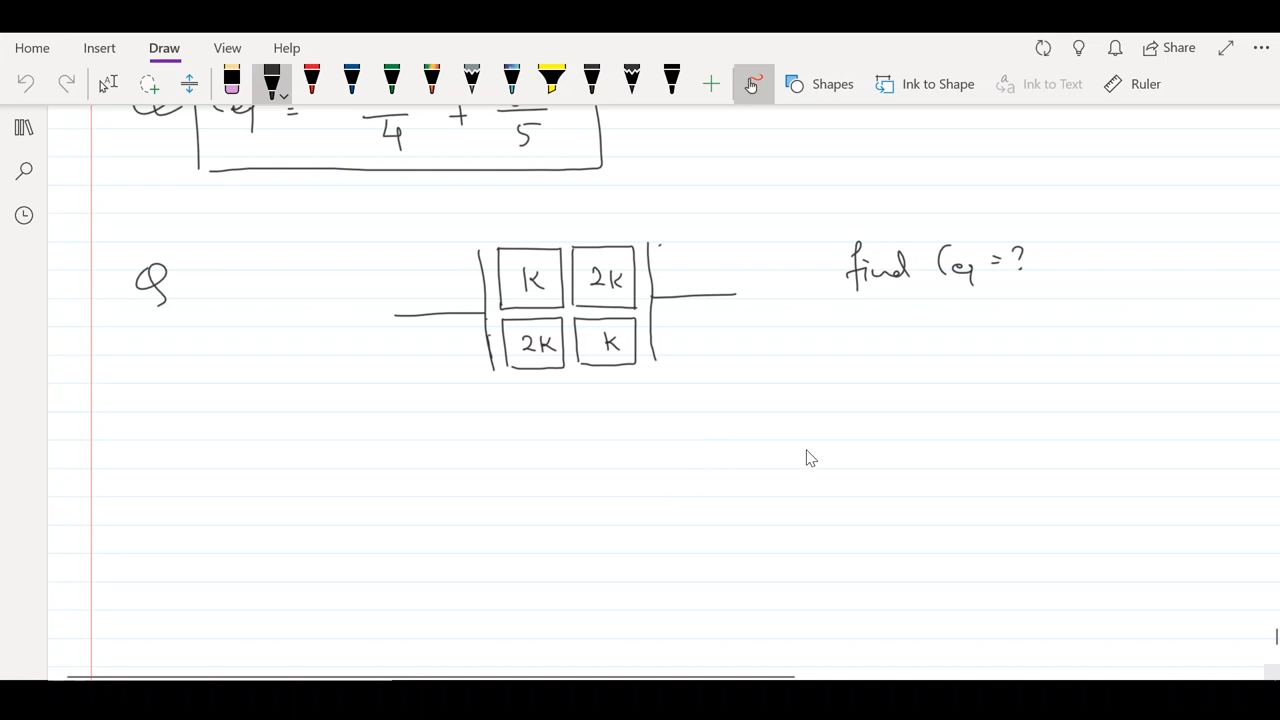 Home Insert Draw View Help Share
Shapes Ink to Shape Ink to Text Ruler
eq = 4 + 5
Q K 2K find Ceq = ?
2K K